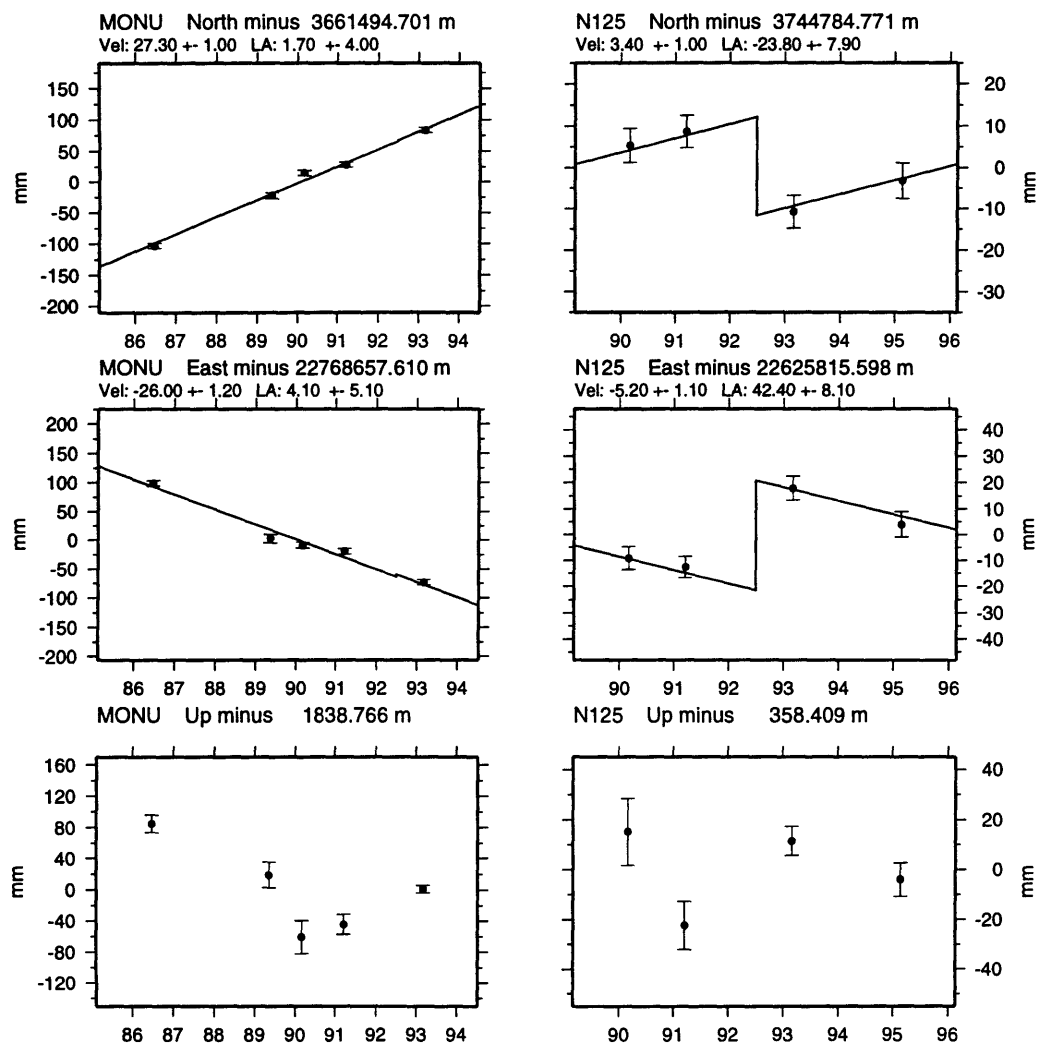 MONU North minus 3661494.701 m
Vel: 27.30 +- 1.00 LA: 1.70 +- 4.00
150
100
50
0
-50
-100
-150
-200
mm
86 87 88 89 90 91 92 93 94
N125 North minus 3744784.771 m
Vel: 3.40 +- 1.00 LA: -23.80 +- 7.90
20
10
0
-10
-20
-30
mm
90 91 92 93 94 95 96
MONU East minus 22768657.610 m
Vel: -26.00 +- 1.20 LA: 4.10 +- 5.10
200
150
100
50
0
-50
-100
-150
-200
mm
86 87 88 89 90 91 92 93 94
N125 East minus 22625815.598 m
Vel: -5.20 +- 1.10 LA: 42.40 +- 8.10
40
30
20
10
0
-10
-20
-30
-40
mm
90 91 92 93 94 95 96
MONU Up minus 1838.766 m
160
120
80
40
0
-40
-80
-120
mm
86 87 88 89 90 91 92 93 94
N125 Up minus 358.409 m
40
20
0
-20
-40
mm
90 91 92 93 94 95 96